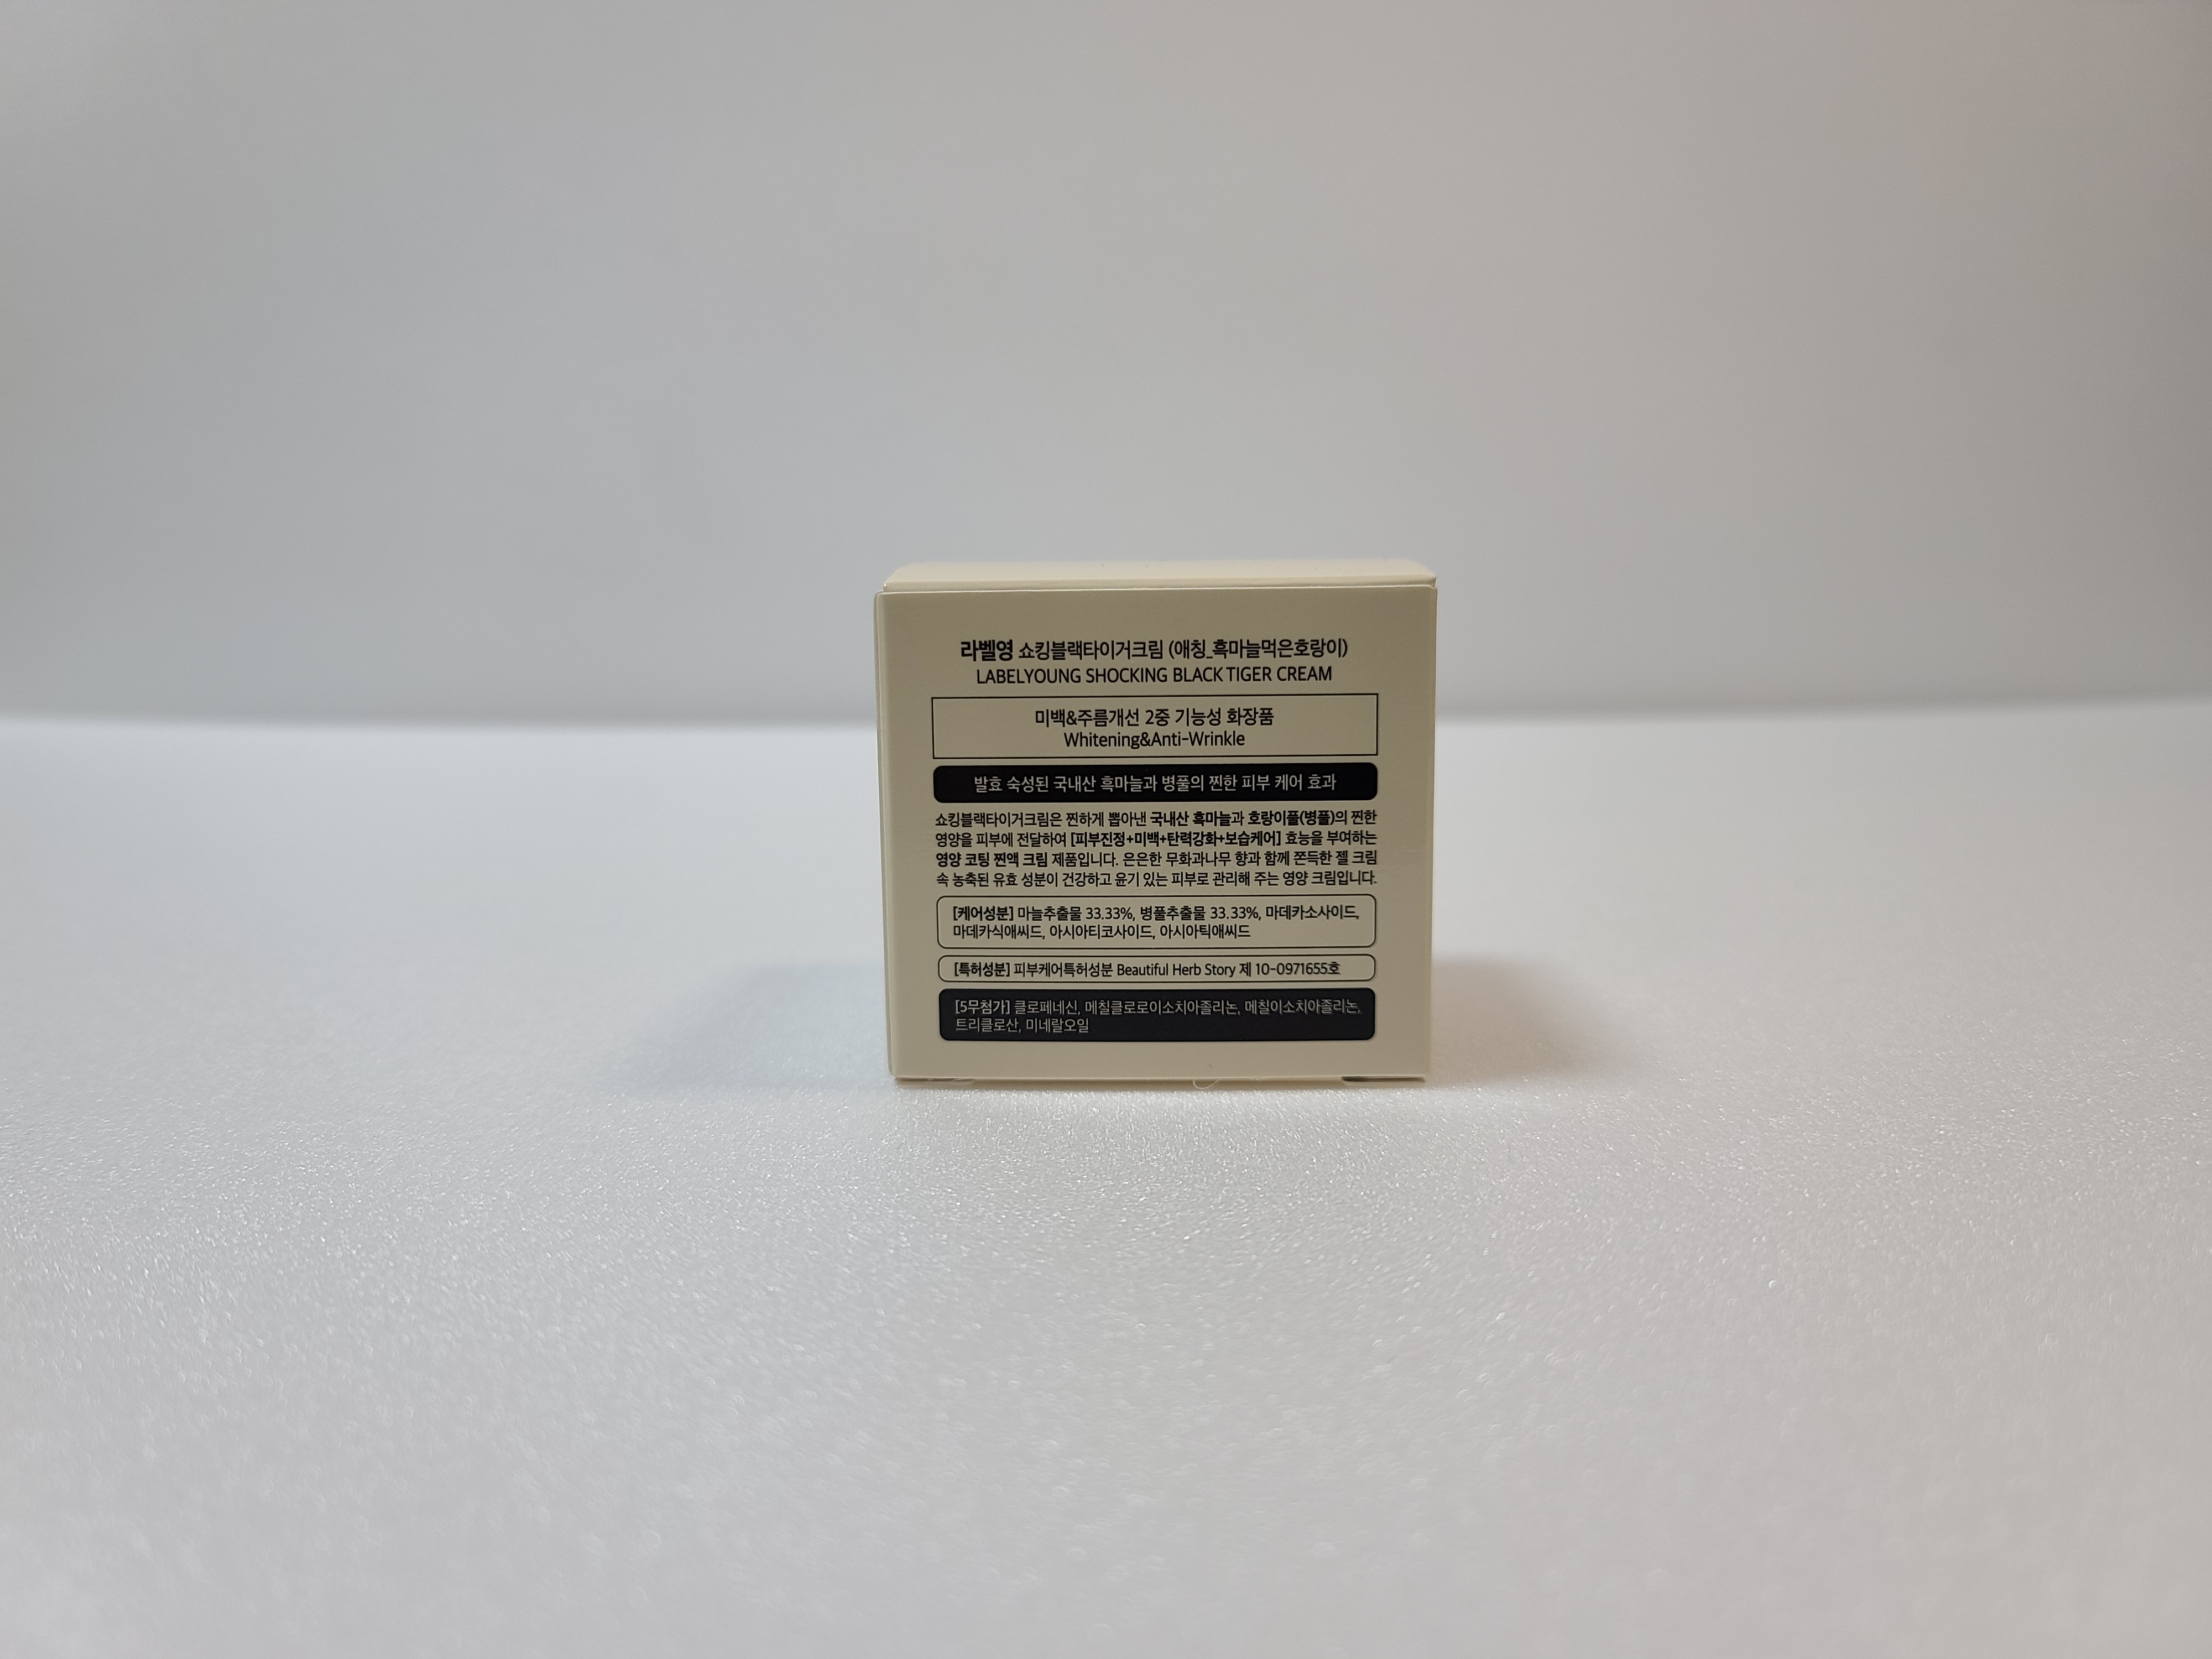 라벨영 쇼킹블랙타이거크림 (애칭_흑마늘먹은호랑이)
LABELYOUNG SHOCKING BLACK TIGER CREAM
미백&주름개선 2중 기능성 화장품
Whitening&Anti-Wrinkle
발효 숙성된 국내산 흑마늘과 병풀의 찐한 피부 케어 효과
쇼킹블랙타이거크림은 찐하게 뽑아낸 국내산 흑마늘과 호랑이풀(병풀)의 찐한
영양을 피부에 전달하여 [피부진정+미백+탄력강화+보습케어] 효능을 부여하는
영양 코팅 찐액 크림 제품입니다. 은은한 무화과나무 향과 함께 쫀득한 젤 크림
속 농축된 유효 성분이 건강하고 윤기 있는 피부로 관리해 주는 영양 크림입니다.
[케어성분] 마늘추출물 33.33%, 병풀추출물 33.33%, 마데카소사이드,
마데카식애씨드, 아시아티코사이드, 아시아틱애씨드
[특허성분] 피부케어특허성분 Beautiful Herb Story 제 10-0971655호
[5무첨가] 클로페네신, 메칠클로로이소치아졸리논, 메칠이소치아졸리논,
트리클로산, 미네랄오일